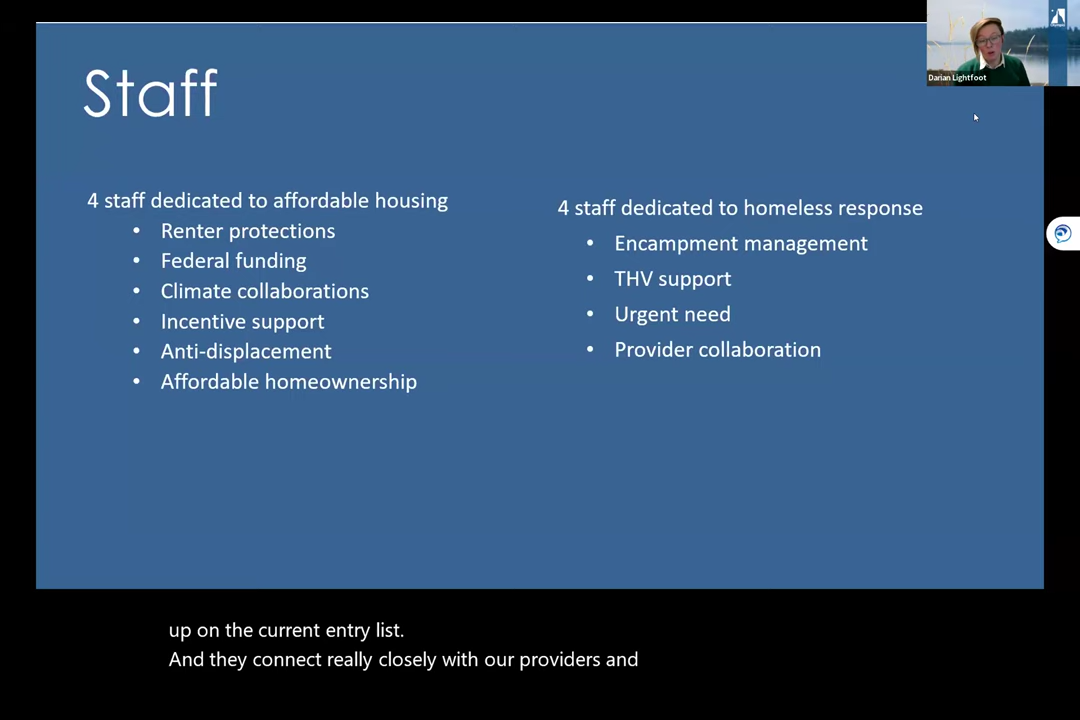 Staff
4 staff dedicated to affordable housing
• Renter protections
• Federal funding
• Climate collaborations
• Incentive support
• Anti-displacement
• Affordable homeownership
4 staff dedicated to homeless response
• Encampment management
• THV support
• Urgent need
• Provider collaboration
Darian Lightfoot
up on the current entry list.
And they connect really closely with our providers and